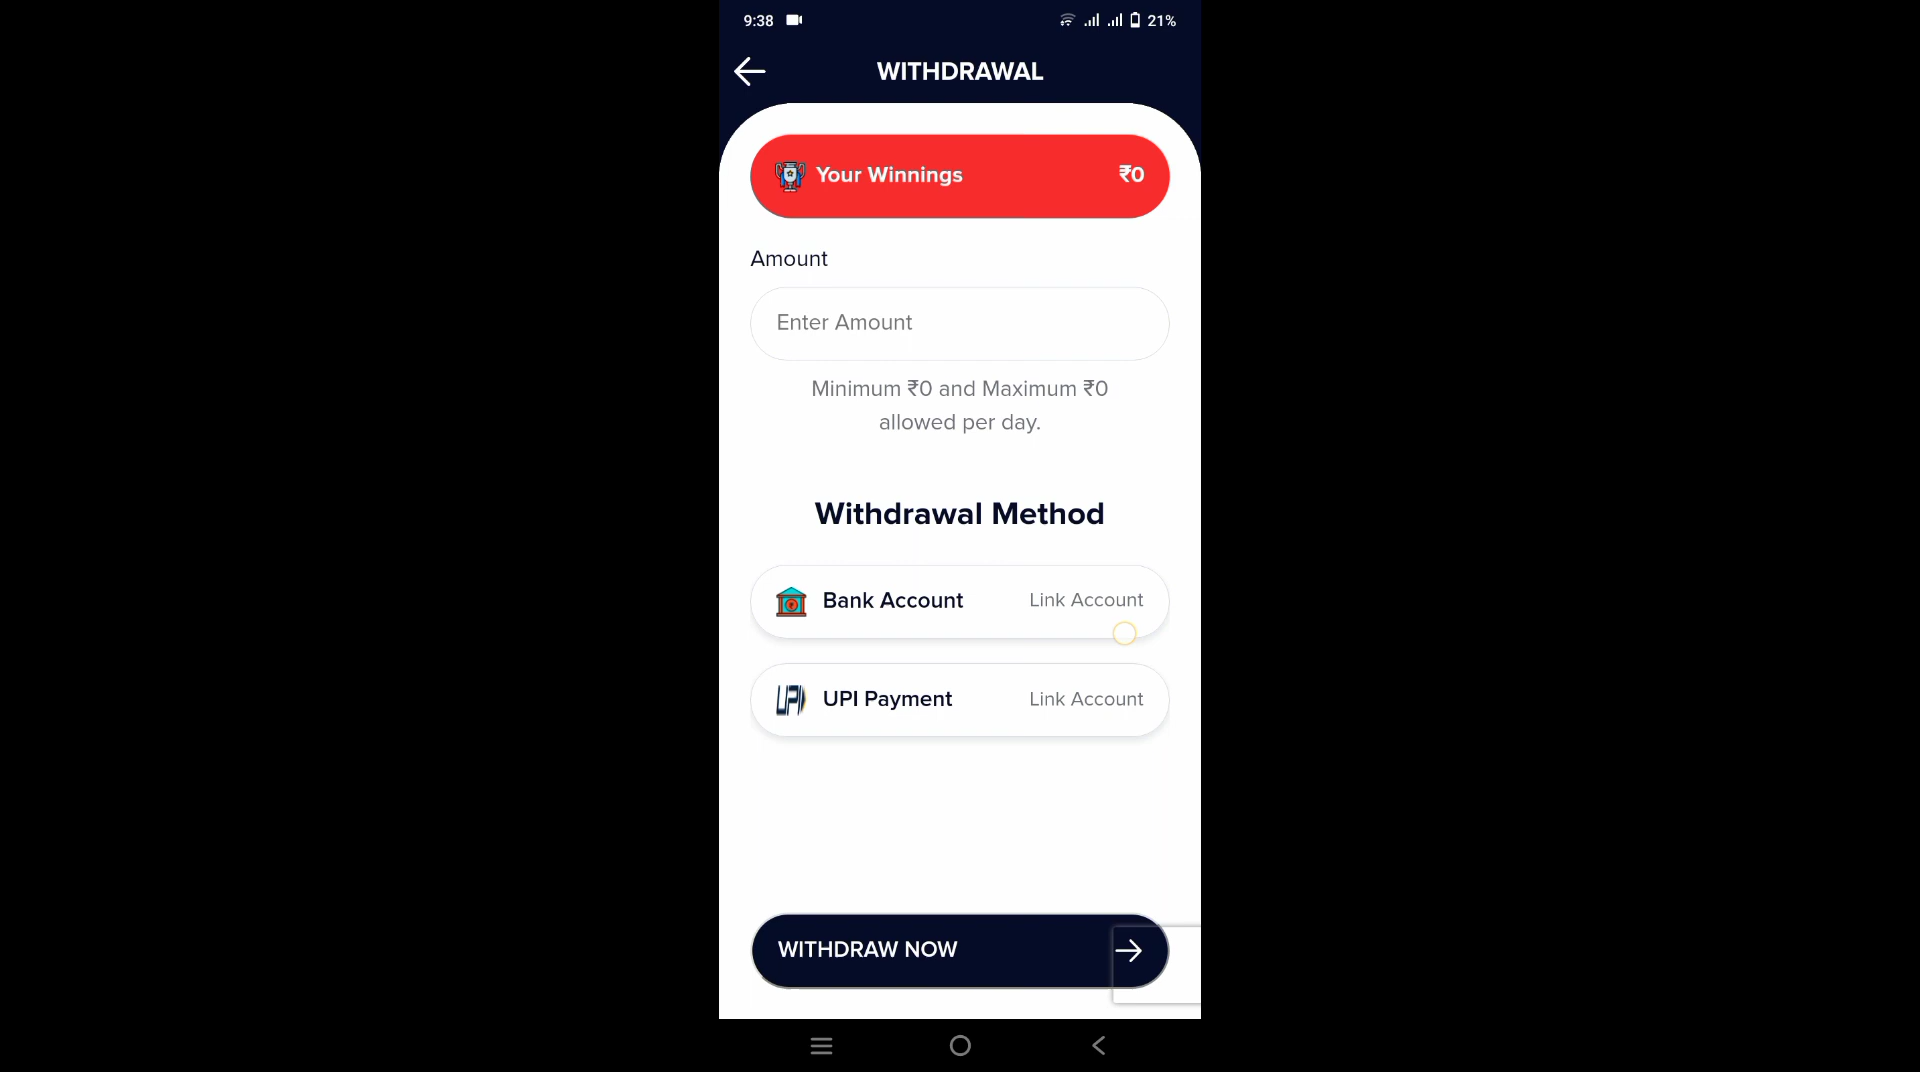 9:38
21%
WITHDRAWAL
Your Winnings ₹0
Amount
Enter Amount
Minimum ₹0 and Maximum ₹0
allowed per day.
Withdrawal Method
Bank Account Link Account
UPI UPI Payment Link Account
WITHDRAW NOW